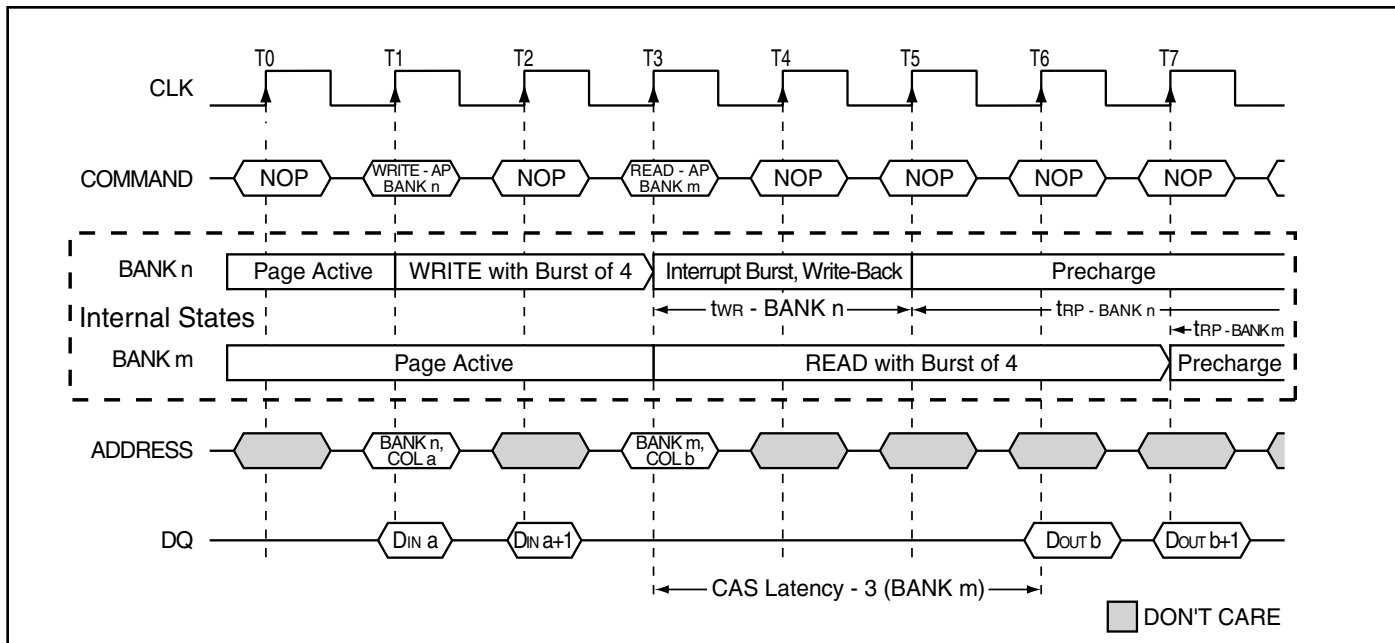 T0 T1 T2 T3 T4 T5 T6 T7
CLK
COMMAND NOP WRITE - AP BANK n NOP READ - AP BANK m NOP NOP NOP NOP
BANK n Page Active WRITE with Burst of 4 Interrupt Burst, Write-Back Precharge
tWR - BANK n tRP - BANK n
Internal States
tRP - BANK m
BANK m Page Active READ with Burst of 4 Precharge
ADDRESS BANK n, COL a BANK m, COL b
DQ DIN a DIN a+1 DOUT b DOUT b+1
CAS Latency - 3 (BANK m)
DON'T CARE